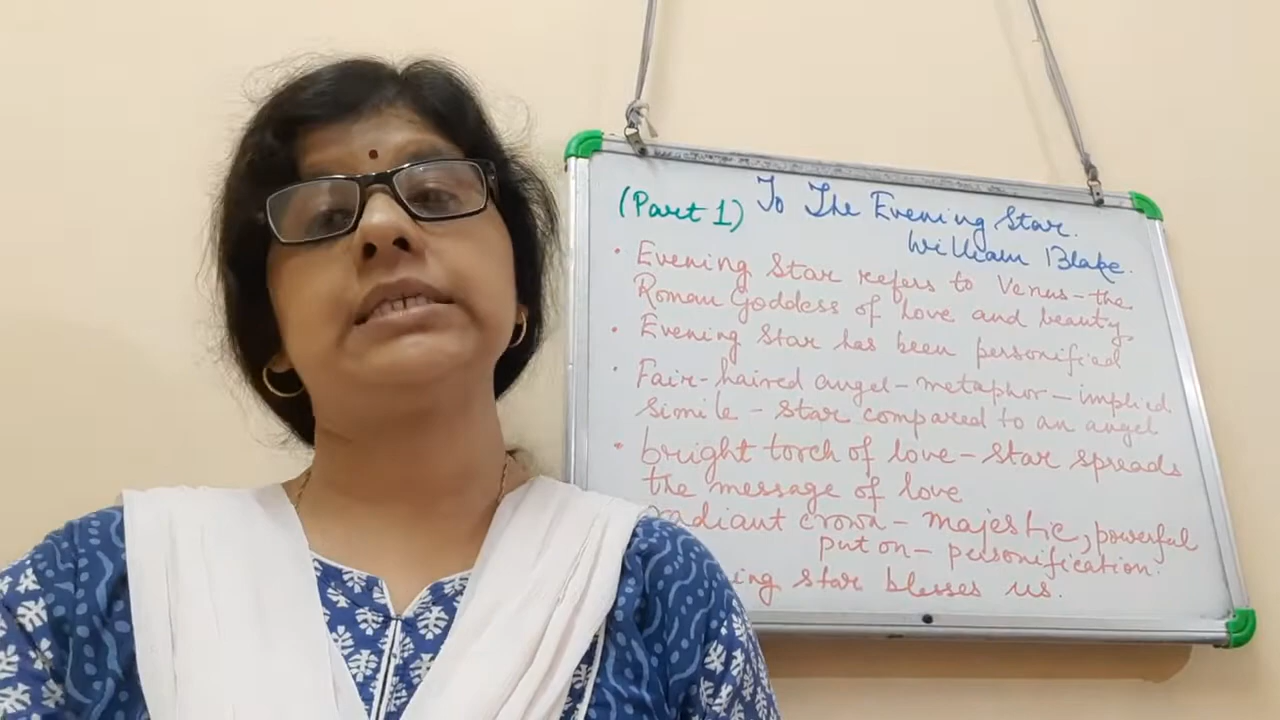 (Part 1) To The Evening Star.
William Blake.
• Evening Star refers to Venus - the
Roman Goddess of love and beauty
• Evening Star has been personified
• Fair-haired angel - metaphor - implied
simile - star compared to an angel
• bright torch of love - star spreads
the message of love
radiant crown - majestic, powerful
put on - personification.
star blesses us.